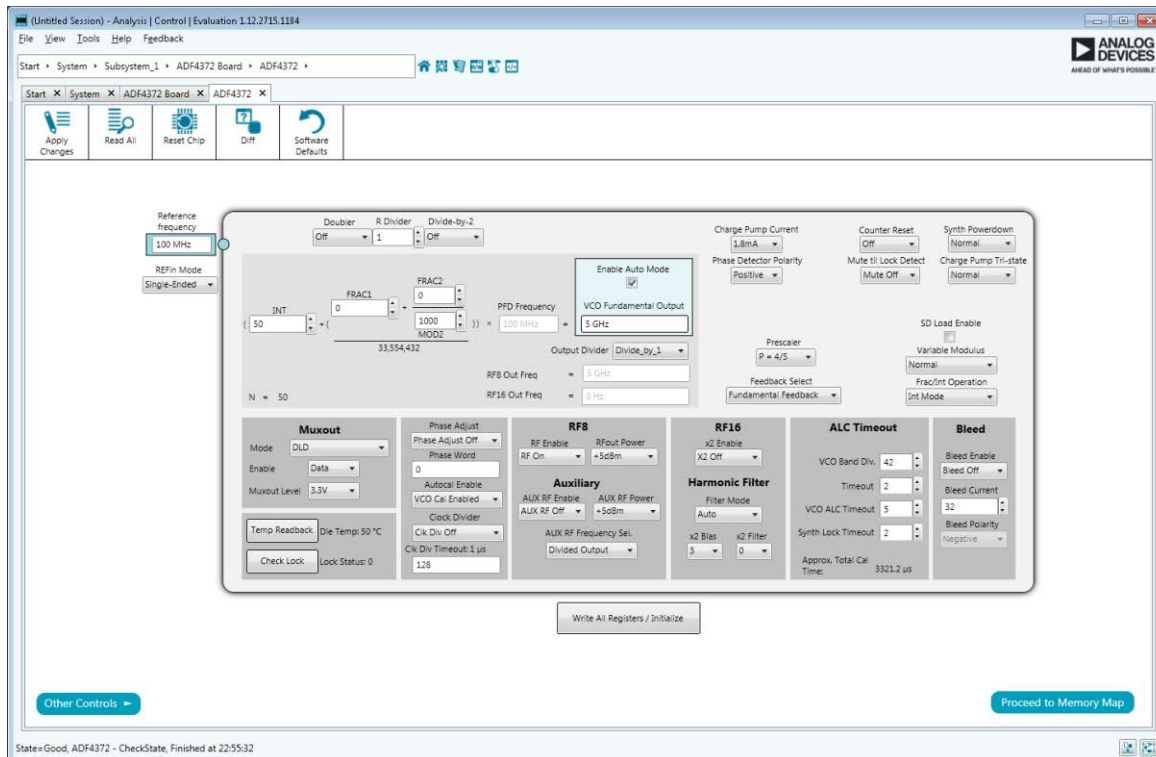 (Untitled Session) - Analysis | Control | Evaluation 1.12.2715.1184
File View Tools Help Feedback
Start System Subsystem_1 ADF4372 Board ADF4372
ANALOG DEVICES
AHEAD OF WHAT'S POSSIBLE
Start X System X ADF4372 Board X ADF4372 X
Apply Changes
Read All
Reset Chip
Diff
Software Defaults
Reference frequency
100 MHz
REFin Mode
Single-Ended
Doubler R Divider Divide-by-2
Off 1 Off
Charge Pump Current
1.8mA
Counter Reset
Off
Synth Powerdown
Normal
Phase Detector Polarity
Positive
Mute til Lock Detect
Mute Off
Charge Pump Tri-state
Normal
INT
( 50 + (
FRAC1
0
+
FRAC2
0
1000
MOD2
33,554,432
)) ×
PFD Frequency
100 MHz
=
Enable Auto Mode
VCO Fundamental Output
5 GHz
Output Divider Divide_by_1
RF8 Out Freq = 5 GHz
RF16 Out Freq = 0 Hz
N = 50
Prescaler
P = 4/5
Feedback Select
Fundamental Feedback
SD Load Enable
Variable Modulus
Normal
Frac/Int Operation
Int Mode
Muxout
Mode DLD
Enable Data
Muxout Level 3.3V
Temp Readback Die Temp: 50 °C
Check Lock Lock Status: 0
Phase Adjust
Phase Adjust Off
Phase Word
0
Autocal Enable
VCO Cal Enabled
Clock Divider
Clk Div Off
Clk Div Timeout: 1 µs
128
RF8
RF Enable RFout Power
RF On +5dBm
Auxiliary
AUX RF Enable AUX RF Power
AUX RF Off +5dBm
AUX RF Frequency Sel.
Divided Output
RF16
x2 Enable
X2 Off
Harmonic Filter
Filter Mode
Auto
x2 Bias x2 Filter
3 0
ALC Timeout
VCO Band Div. 42
Timeout 2
VCO ALC Timeout 5
Synth Lock Timeout 2
Approx. Total Cal Time: 3321.2 µs
Bleed
Bleed Enable
Bleed Off
Bleed Current
32
Bleed Polarity
Negative
Write All Registers / Initialize
Other Controls
Proceed to Memory Map
State=Good, ADF4372 - CheckState, Finished at 22:55:32